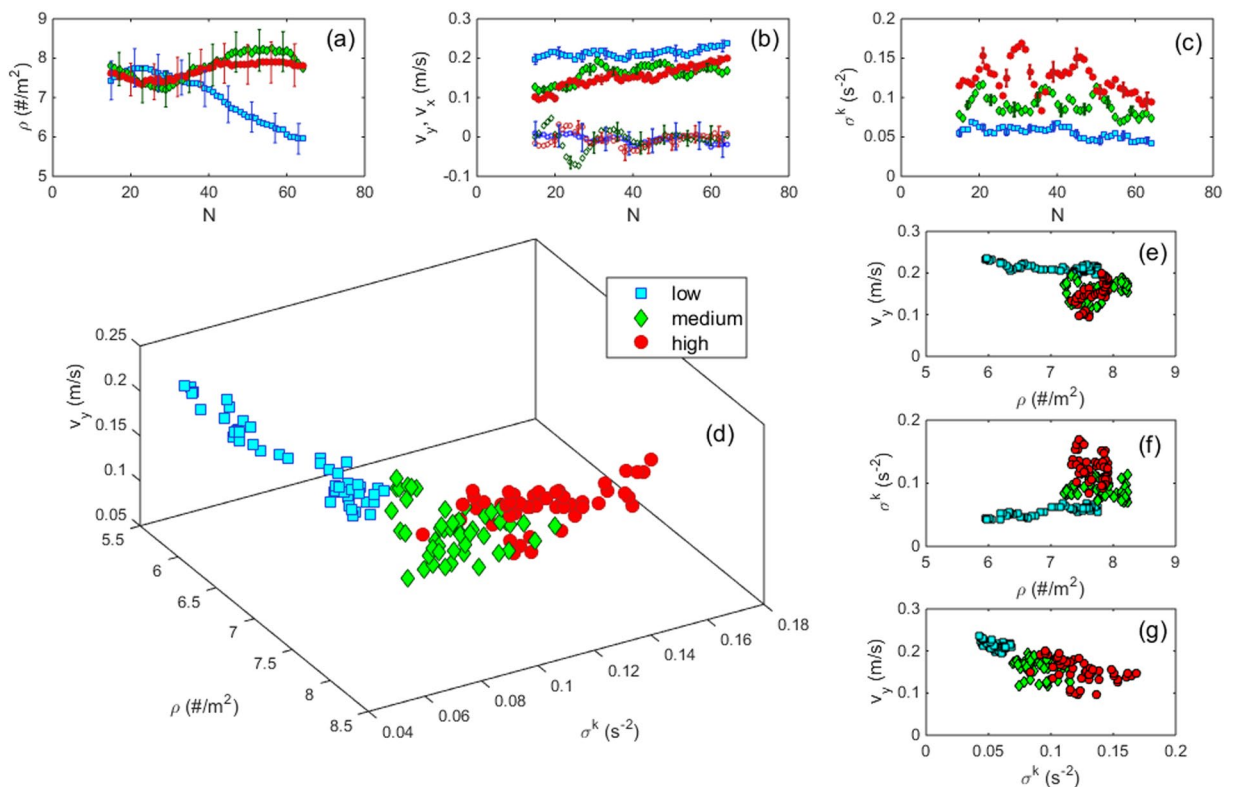 9
8
7
6
5
ρ (#/m²)
(a)
0 20 40 60 80
N
0.3
0.2
0.1
0
-0.1
v_y, v_x (m/s)
(b)
0 20 40 60 80
N
0.2
0.15
0.1
0.05
0
σ^k (s⁻²)
(c)
0 20 40 60 80
N
0.25
0.2
0.15
0.1
0.05
v_y (m/s)
low
medium
high
(d)
5.5
6
6.5
7
7.5
8
8.5
ρ (#/m²)
0.04
0.06
0.08
0.1
0.12
0.14
0.16
0.18
σ^k (s⁻²)
0.3
0.2
0.1
0
v_y (m/s)
(e)
5 6 7 8 9
ρ (#/m²)
0.2
0.1
0
σ^k (s⁻²)
(f)
5 6 7 8 9
ρ (#/m²)
0.3
0.2
0.1
0
v_y (m/s)
(g)
0 0.05 0.1 0.15 0.2
σ^k (s⁻²)